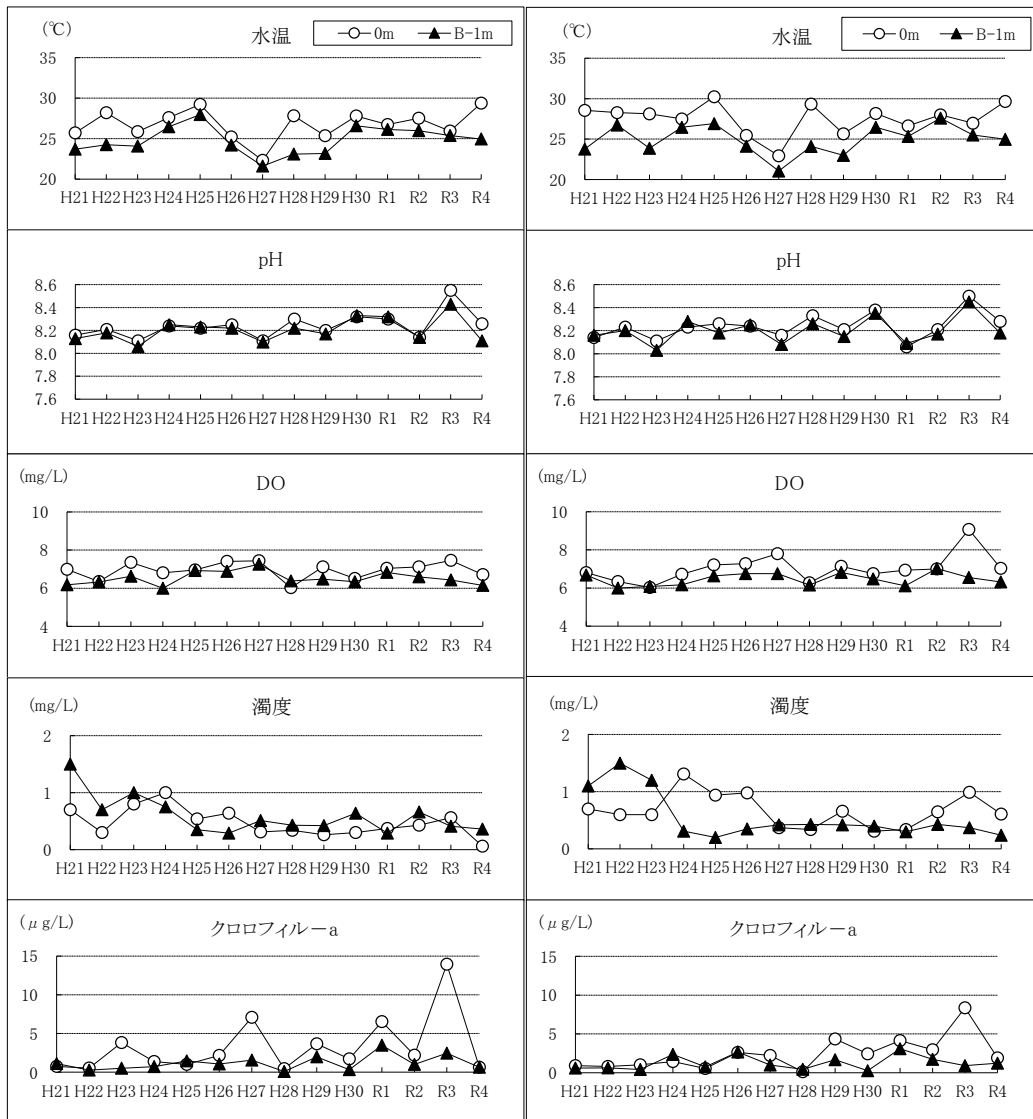 (℃)
水温
0m B-1m
35
30
25
20
H21 H22 H23 H24 H25 H26 H27 H28 H29 H30 R1 R2 R3 R4
pH
8.6
8.4
8.2
8.0
7.8
7.6
H21 H22 H23 H24 H25 H26 H27 H28 H29 H30 R1 R2 R3 R4
(mg/L)
DO
10
8
6
4
H21 H22 H23 H24 H25 H26 H27 H28 H29 H30 R1 R2 R3 R4
(mg/L)
濁度
2
1
0
H21 H22 H23 H24 H25 H26 H27 H28 H29 H30 R1 R2 R3 R4
(μg/L)
クロロフィルーa
15
10
5
0
H21 H22 H23 H24 H25 H26 H27 H28 H29 H30 R1 R2 R3 R4
(℃)
水温
0m B-1m
35
30
25
20
H21 H22 H23 H24 H25 H26 H27 H28 H29 H30 R1 R2 R3 R4
pH
8.6
8.4
8.2
8.0
7.8
7.6
H21 H22 H23 H24 H25 H26 H27 H28 H29 H30 R1 R2 R3 R4
(mg/L)
DO
10
8
6
4
H21 H22 H23 H24 H25 H26 H27 H28 H29 H30 R1 R2 R3 R4
(mg/L)
濁度
2
1
0
H21 H22 H23 H24 H25 H26 H27 H28 H29 H30 R1 R2 R3 R4
(μg/L)
クロロフィルーa
15
10
5
0
H21 H22 H23 H24 H25 H26 H27 H28 H29 H30 R1 R2 R3 R4